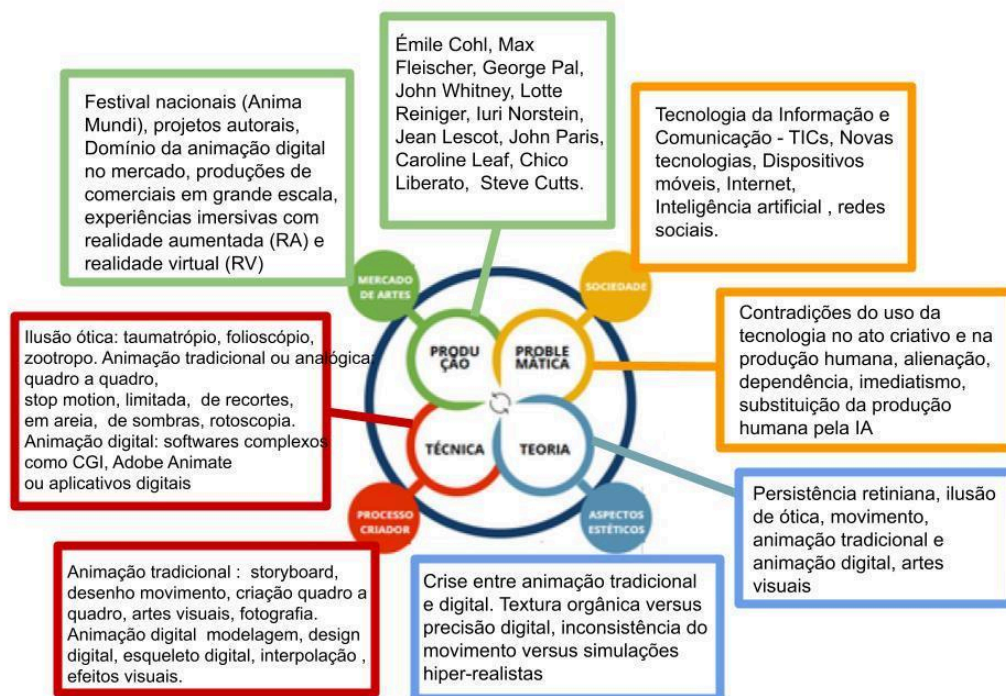 Festival nacionais (Anima
Mundi), projetos autorais,
Domínio da animação digital
no mercado, produções de
comerciais em grande escala,
experiências imersivas com
realidade aumentada (RA) e
realidade virtual (RV)
Émile Cohl, Max
Fleischer, George Pal,
John Whitney, Lotte
Reiniger, Iuri Norstein,
Jean Lescot, John Paris,
Caroline Leaf, Chico
Liberato, Steve Cutts.
Tecnologia da Informação e
Comunicação - TICs, Novas
tecnologias, Dispositivos
móveis, Internet,
Inteligência artificial , redes
sociais.
MERCADO
DE ARTES
SOCIEDADE
PRODU
ÇÃO
PROBLE
MÁTICA
TÉCNICA
TEORIA
PROCESSO
CRIADOR
ASPECTOS
ESTÉTICOS
Ilusão ótica: taumatrópio, folioscópio,
zootropo. Animação tradicional ou analógica:
quadro a quadro,
stop motion, limitada, de recortes,
em areia, de sombras, rotoscopia.
Animação digital: softwares complexos
como CGI, Adobe Animate
ou aplicativos digitais
Contradições do uso da
tecnologia no ato criativo e na
produção humana, alienação,
dependência, imediatismo,
substituição da produção
humana pela IA
Animação tradicional : storyboard,
desenho movimento, criação quadro a
quadro, artes visuais, fotografia.
Animação digital modelagem, design
digital, esqueleto digital, interpolação ,
efeitos visuais.
Crise entre animação tradicional
e digital. Textura orgânica versus
precisão digital, inconsistência do
movimento versus simulações
hiper-realistas
Persistência retiniana, ilusão
de ótica, movimento,
animação tradicional e
animação digital, artes
visuais